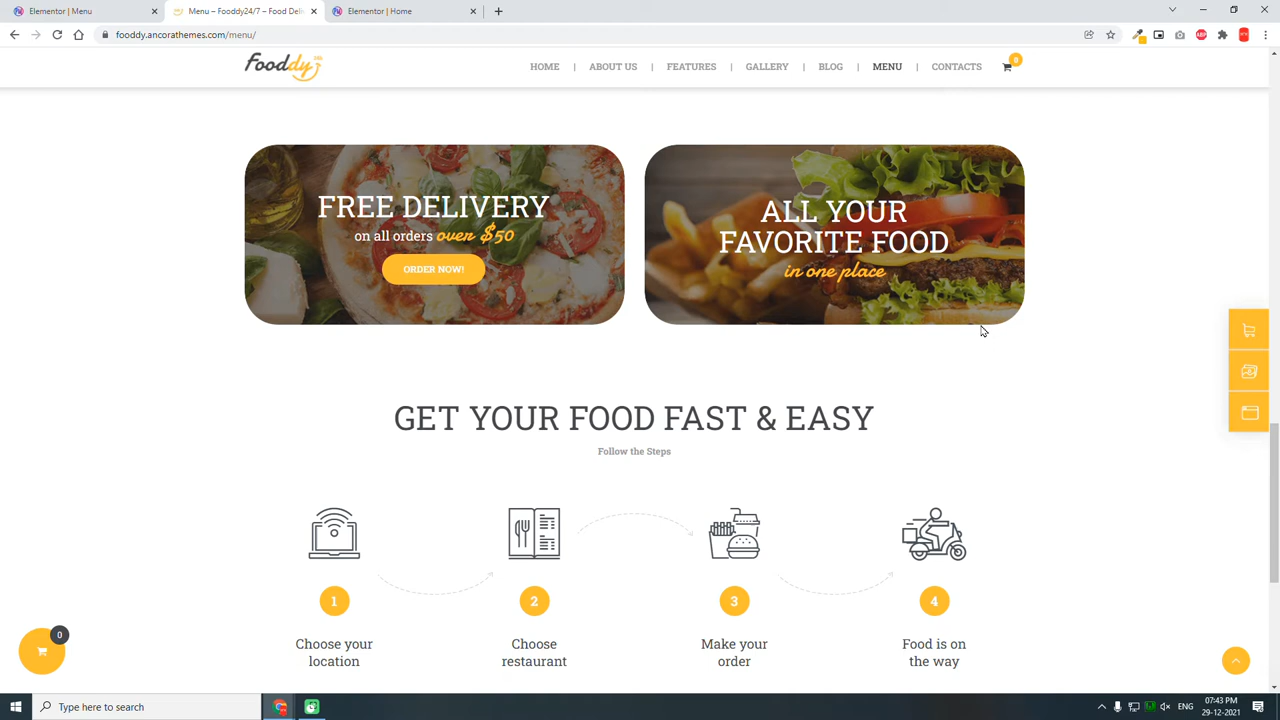 Elementor | Menu
Menu – Fooddy24/7 – Food Deli
Elementor | Home
fooddy.ancorathemes.com/menu/
Fooddy
HOME | ABOUT US | FEATURES | GALLERY | BLOG | MENU | CONTACTS
0
FREE DELIVERY
on all orders over $50
ORDER NOW!
ALL YOUR
FAVORITE FOOD
in one place
GET YOUR FOOD FAST & EASY
Follow the Steps
1
2
3
4
Choose your
location
Choose
restaurant
Make your
order
Food is on
the way
0
Type here to search
ENG
07:43 PM
29-12-2021